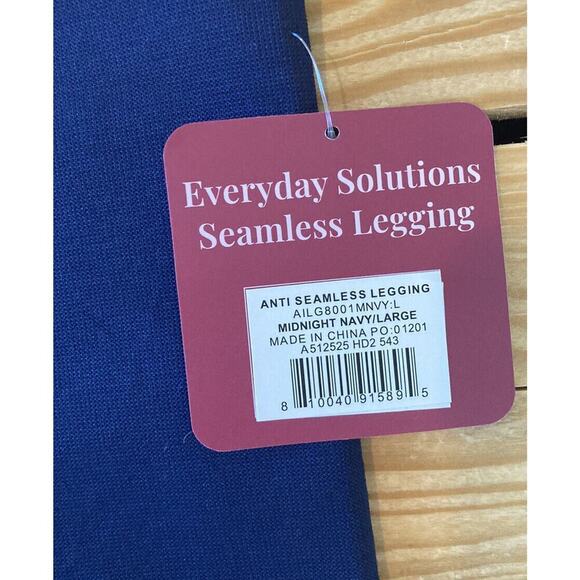 Everyday Solutions
Seamless Legging
ANTI SEAMLESS LEGGING
AILG8001MNVY:L
MIDNIGHT NAVY/LARGE
MADE IN CHINA PO:01201
A512525 HD2 543
8 10040 91589 5